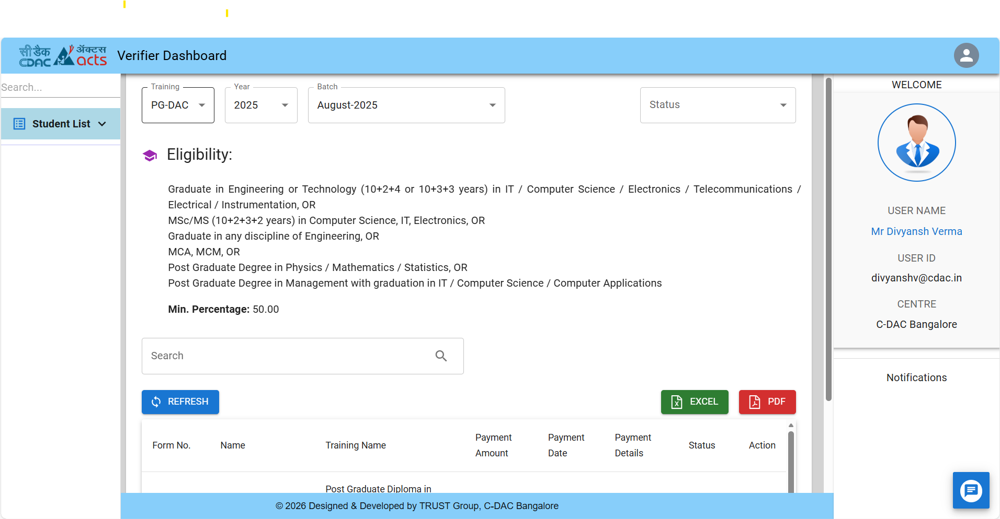 सी डैक
CDAC
ॲक्टस
acts
Verifier Dashboard
Search...
Student List
Training
PG-DAC
Year
2025
Batch
August-2025
Status
Eligibility:
Graduate in Engineering or Technology (10+2+4 or 10+3+3 years) in IT / Computer Science / Electronics / Telecommunications /
Electrical / Instrumentation, OR
MSc/MS (10+2+3+2 years) in Computer Science, IT, Electronics, OR
Graduate in any discipline of Engineering, OR
MCA, MCM, OR
Post Graduate Degree in Physics / Mathematics / Statistics, OR
Post Graduate Degree in Management with graduation in IT / Computer Science / Computer Applications
Min. Percentage: 50.00
Search
REFRESH
EXCEL
PDF
Form No.
Name
Training Name
Payment
Amount
Payment
Date
Payment
Details
Status
Action
Post Graduate Diploma in
© 2026 Designed & Developed by TRUST Group, C-DAC Bangalore
WELCOME
USER NAME
Mr Divyansh Verma
USER ID
divyanshv@cdac.in
CENTRE
C-DAC Bangalore
Notifications